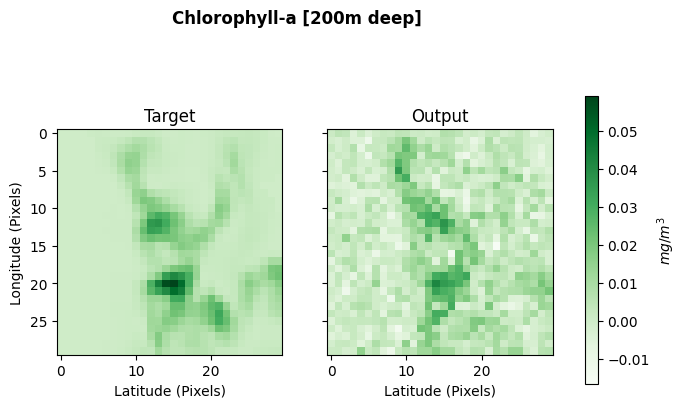 Chlorophyll-a [200m deep]
Target
Output
0
5
10
15
20
25
Longitude (Pixels)
0
10
20
Latitude (Pixels)
0
10
20
Latitude (Pixels)
0.05
0.04
0.03
0.02
0.01
0.00
−0.01
mg/m³